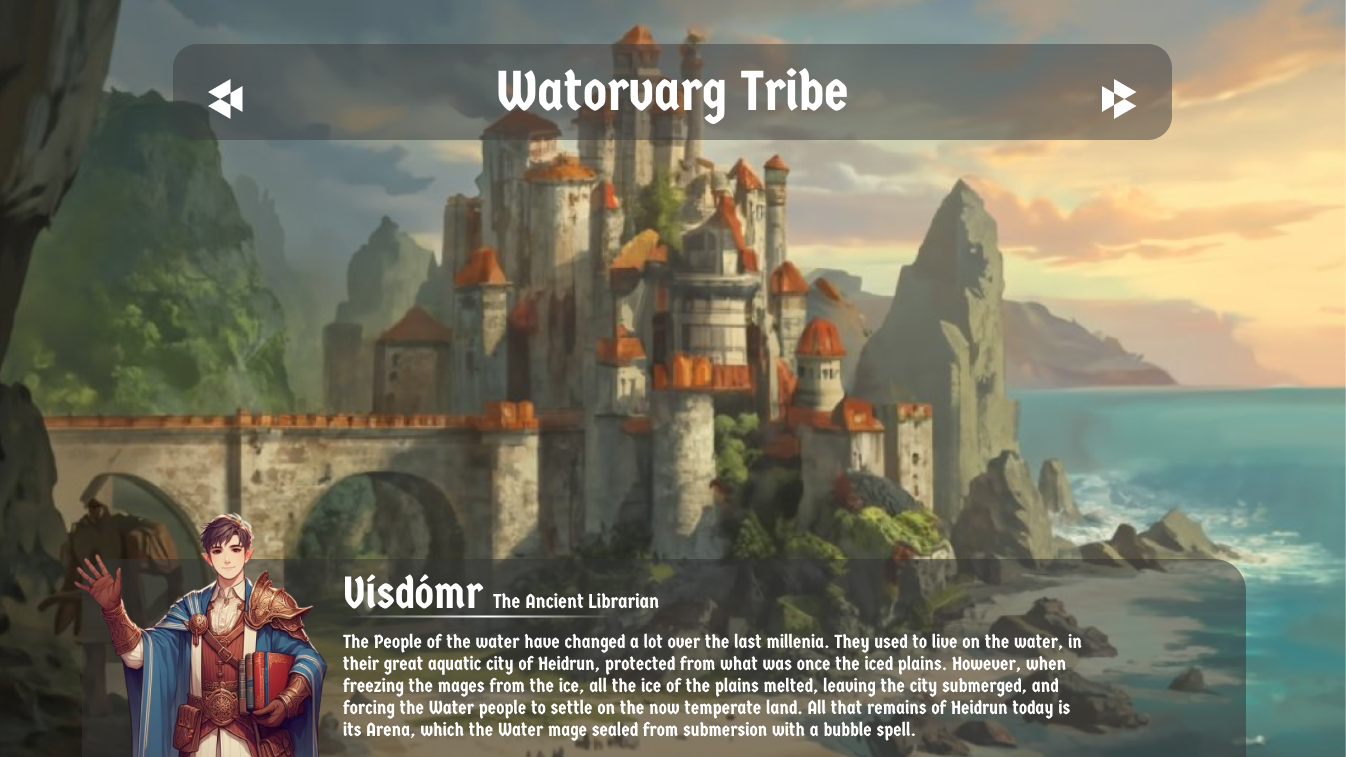 Watorvarg Tribe
Vísdómr The Ancient Librarian
The People of the water have changed a lot over the last millenia. They used to live on the water, in
their great aquatic city of Heidrun, protected from what was once the iced plains. However, when
freezing the mages from the ice, all the ice of the plains melted, leaving the city submerged, and
forcing the Water people to settle on the now temperate land. All that remains of Heidrun today is
its Arena, which the Water mage sealed from submersion with a bubble spell.